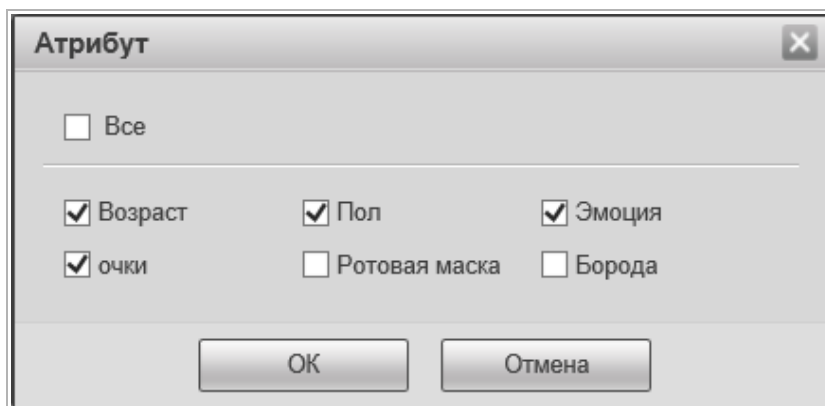 Атрибут
Все
Возраст Пол Эмоция
очки Ротовая маска Борода
ОК Отмена